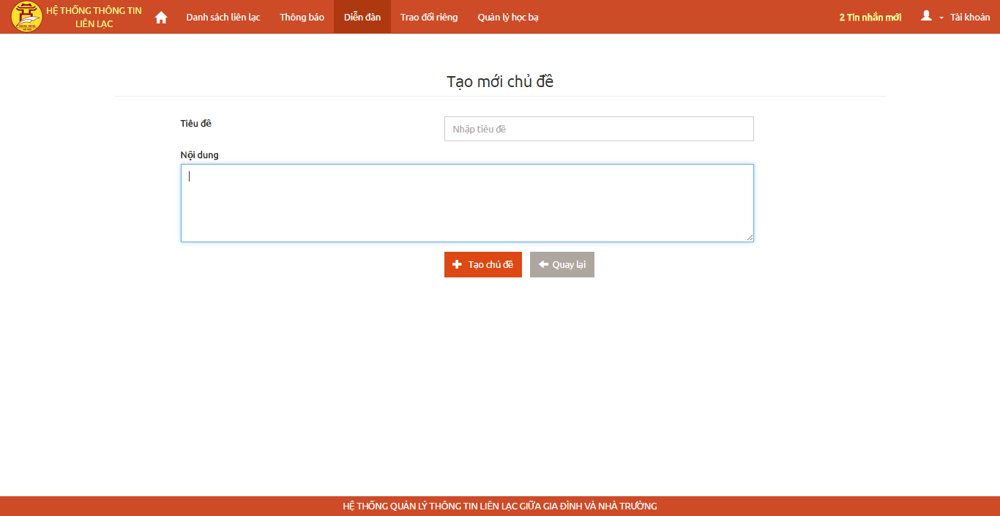 HỆ THỐNG THÔNG TIN
LIÊN LẠC
Danh sách liên lạc
Thông báo
Diễn đàn
Trao đổi riêng
Quản lý học bạ
2 Tin nhắn mới
Tài khoản
Tạo mới chủ đề
Tiêu đề
Nhập tiêu đề
Nội dung
Tạo chủ đề
Quay lại
HỆ THỐNG QUẢN LÝ THÔNG TIN LIÊN LẠC GIỮA GIA ĐÌNH VÀ NHÀ TRƯỜNG